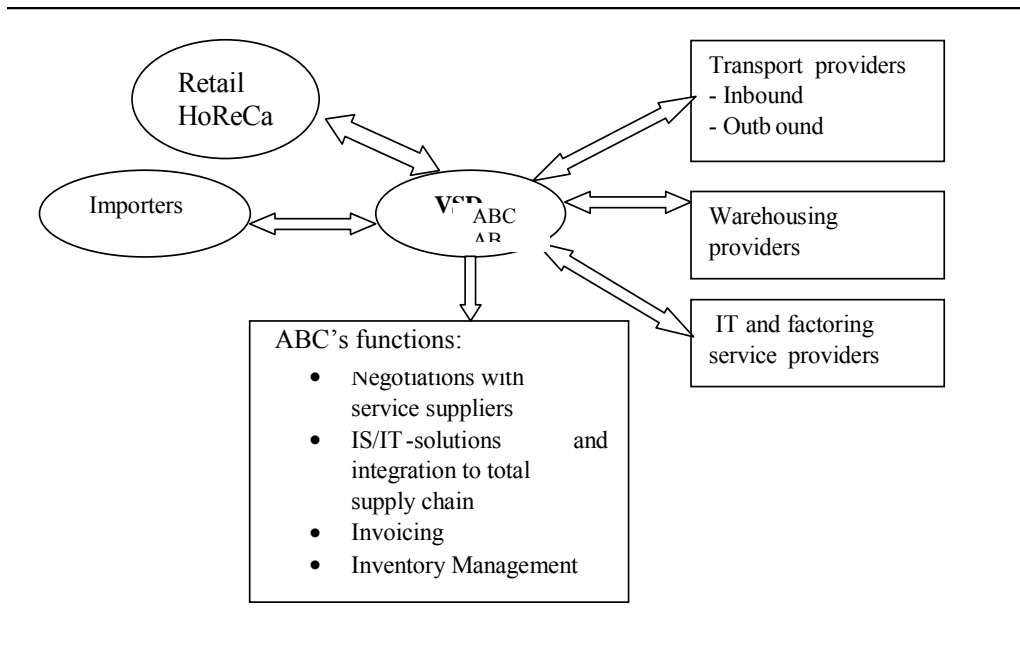 Retail
HoReCa
Transport providers
- Inbound
- Outb ound
Importers
ABC
AB
Warehousing
providers
IT and factoring
service providers
ABC’s functions:
• Negotiations with
service suppliers
• IS/IT-solutions and
integration to total
supply chain
• Invoicing
• Inventory Management